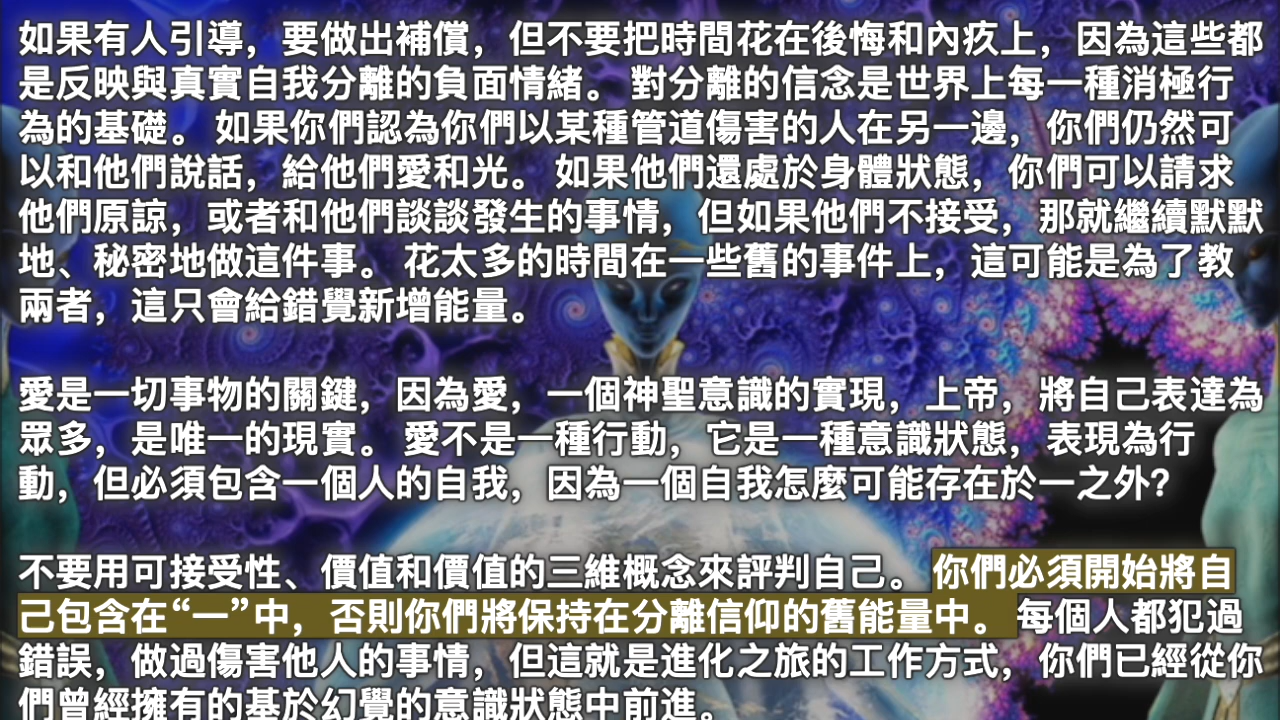 如果有人引導，要做出補償，但不要把時間花在後悔和內疚上，因為這些都
是反映與真實自我分離的負面情緒。 對分離的信念是世界上每一種消極行
為的基礎。 如果你們認為你們以某種管道傷害的人在另一邊，你們仍然可
以和他們說話，給他們愛和光。 如果他們還處於身體狀態，你們可以請求
他們原諒，或者和他們談談發生的事情，但如果他們不接受，那就繼續默默
地、秘密地做這件事。 花太多的時間在一些舊的事件上，這可能是為了教
兩者，這只會給錯覺新增能量。
愛是一切事物的關鍵，因為愛，一個神聖意識的實現，上帝，將自己表達為
眾多，是唯一的現實。 愛不是一種行動，它是一種意識狀態，表現為行
動，但必須包含一個人的自我，因為一個自我怎麼可能存在於一之外？
不要用可接受性、價值和價值的三維概念來評判自己。 你們必須開始將自
己包含在“一”中，否則你們將保持在分離信仰的舊能量中。 每個人都犯過
錯誤，做過傷害他人的事情，但這就是進化之旅的工作方式，你們已經從你
們曾經擁有的基於幻覺的意識狀態中前進。